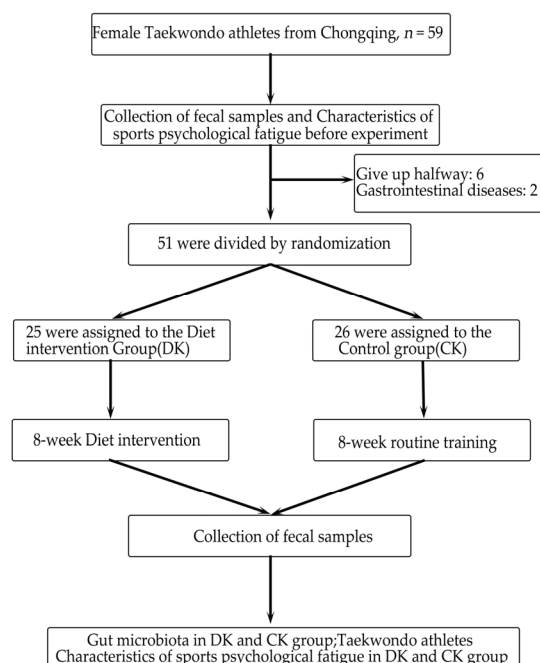 Female Taekwondo athletes from Chongqing, n = 59
Collection of fecal samples and Characteristics of
sports psychological fatigue before experiment
Give up halfway: 6
Gastrointestinal diseases: 2
51 were divided by randomization
25 were assigned to the Diet
intervention Group(DK)
26 were assigned to the
Control group(CK)
8-week Diet intervention
8-week routine training
Collection of fecal samples
Gut microbiota in DK and CK group;Taekwondo athletes
Characteristics of sports psychological fatigue in DK and CK group